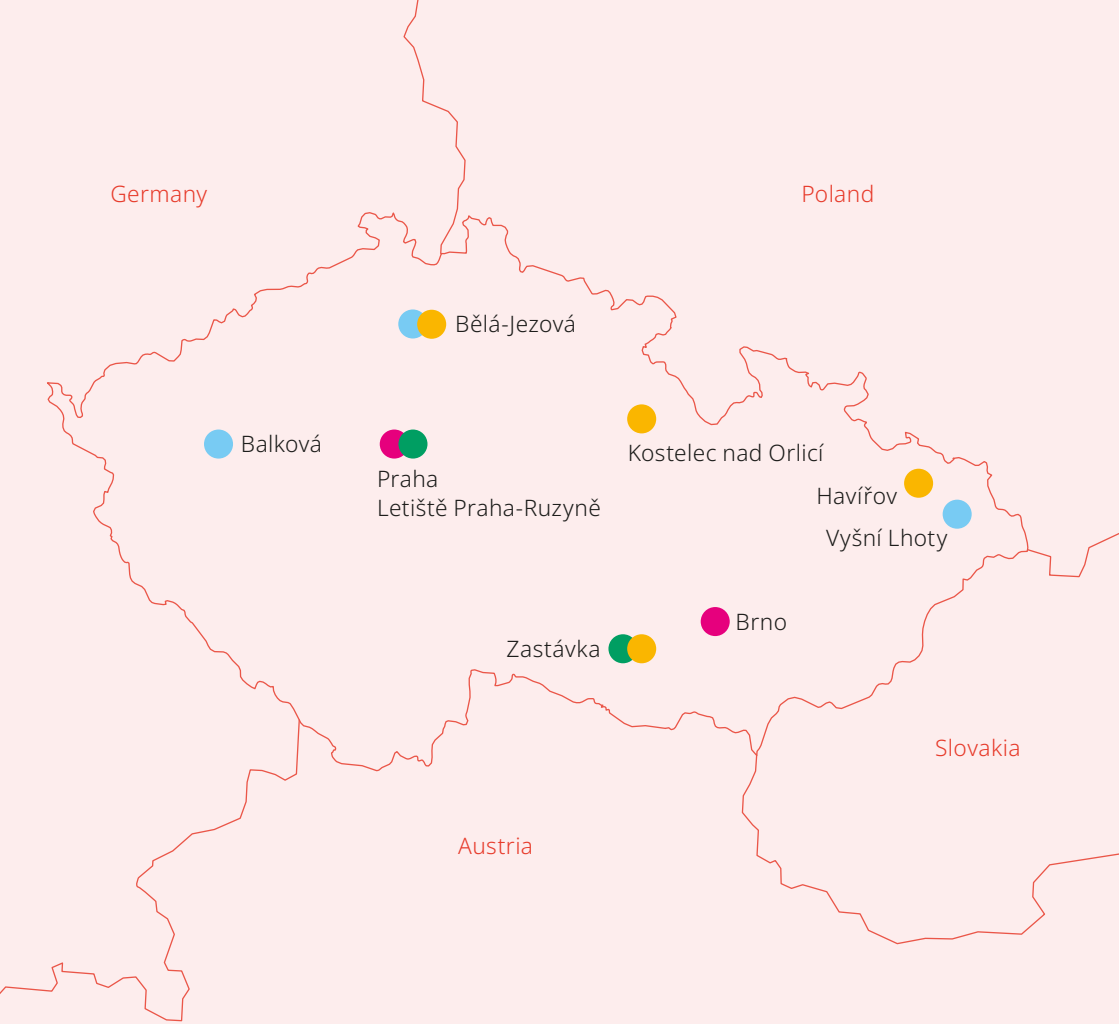 Germany
Poland
Bělá-Jezová
Balková
Praha
Letiště Praha-Ruzyně
Kostelec nad Orlicí
Havířov
Vyšní Lhoty
Brno
Zastávka
Slovakia
Austria